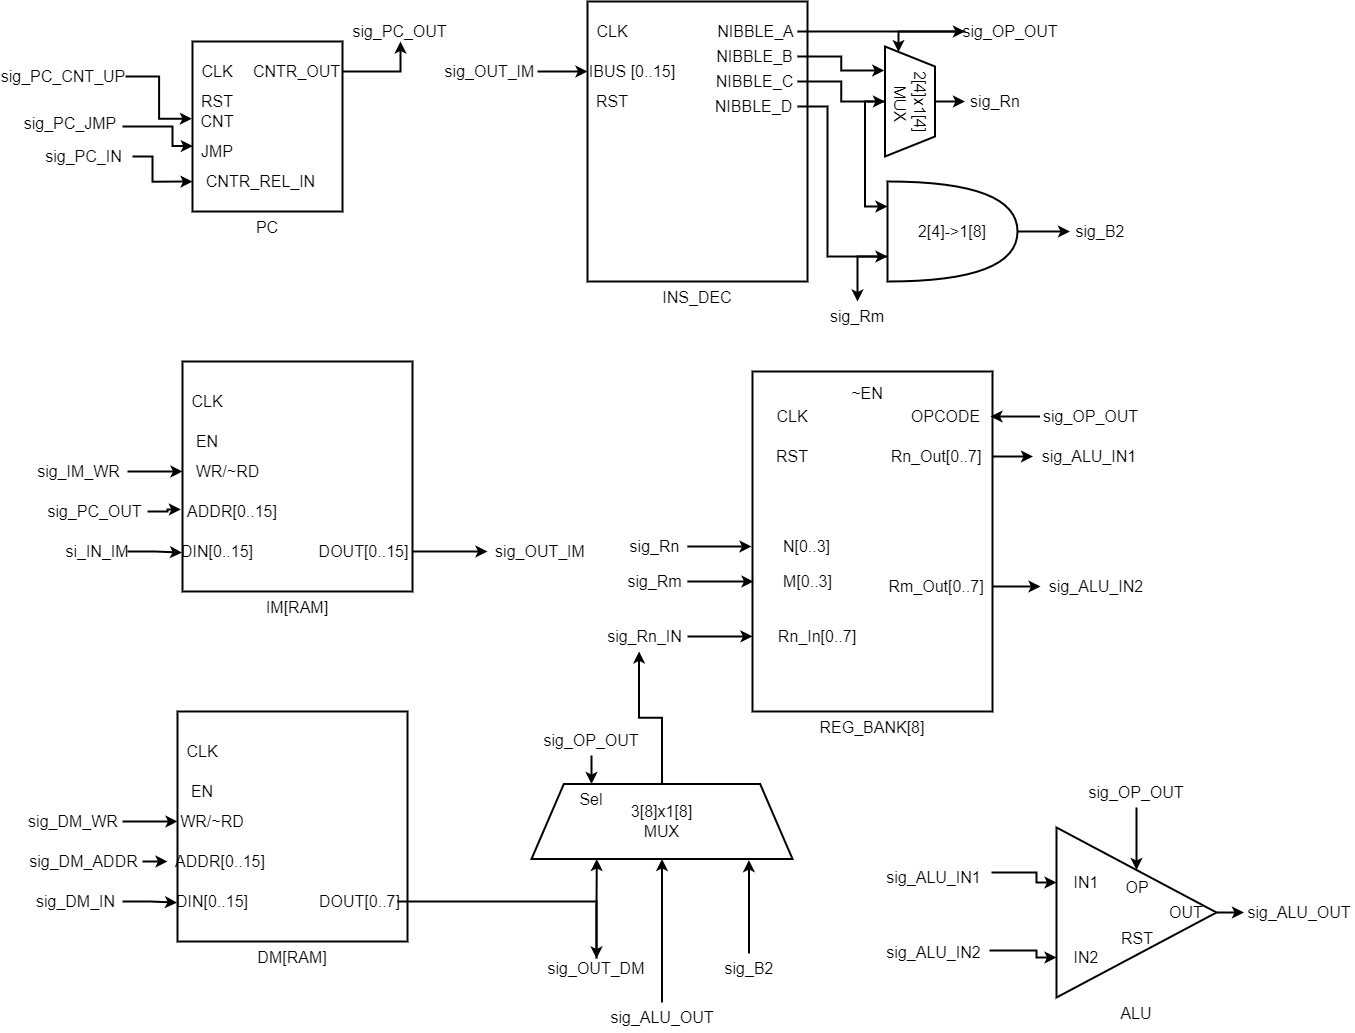 sig_PC_OUT
sig_PC_CNT_UP
sig_PC_JMP
sig_PC_IN
CLK
CNTR_OUT
RST
CNT
JMP
CNTR_REL_IN
PC
sig_OUT_IM
CLK
IBUS [0..15]
RST
NIBBLE_A
NIBBLE_B
NIBBLE_C
NIBBLE_D
INS_DEC
sig_OP_OUT
2[4]x1[4]
MUX
sig_Rn
2[4]->1[8]
sig_B2
sig_Rm
CLK
EN
sig_IM_WR
WR/~RD
sig_PC_OUT
ADDR[0..15]
si_IN_IM
DIN[0..15]
DOUT[0..15]
sig_OUT_IM
IM[RAM]
~EN
CLK
OPCODE
sig_OP_OUT
RST
Rn_Out[0..7]
sig_ALU_IN1
sig_Rn
N[0..3]
sig_Rm
M[0..3]
Rm_Out[0..7]
sig_ALU_IN2
sig_Rn_IN
Rn_In[0..7]
REG_BANK[8]
CLK
EN
sig_DM_WR
WR/~RD
sig_DM_ADDR
ADDR[0..15]
sig_DM_IN
DIN[0..15]
DOUT[0..7]
DM[RAM]
sig_OP_OUT
Sel
3[8]x1[8]
MUX
sig_OUT_DM
sig_B2
sig_ALU_OUT
sig_OP_OUT
sig_ALU_IN1
IN1
OP
OUT
sig_ALU_OUT
RST
sig_ALU_IN2
IN2
ALU